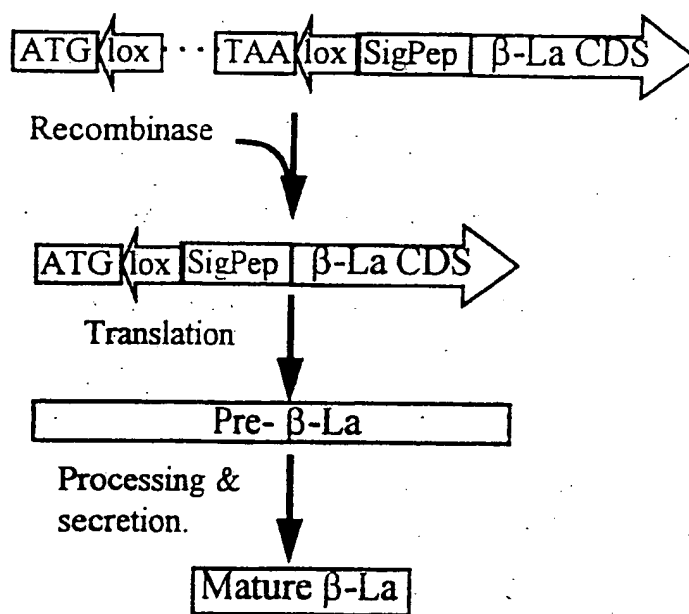 ATG lox ··· TAA lox SigPep β-La CDS
Recombinase
ATG lox SigPep β-La CDS
Translation
Pre- β-La
Processing &
secretion.
Mature β-La